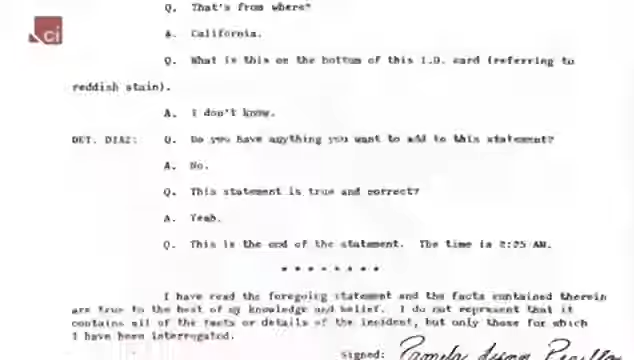 ci
Q. That's from where?
A. California.
Q. What is this on the bottom of this I.D. card (referring to
reddish stain).
A. I don't know.
DET. DIAZ: Q. Do you have anything you want to add to this statement?
A. No.
Q. This statement is true and correct?
A. Yeah.
Q. This is the end of the statement. The time is 2:25 AM.
* * * * * * * *
I have read the foregoing statement and the facts contained therein
are true to the best of my knowledge and belief. I do not represent that it
contains all of the facts or details of the incident, but only those for which
I have been interrogated.
Signed: Pamela